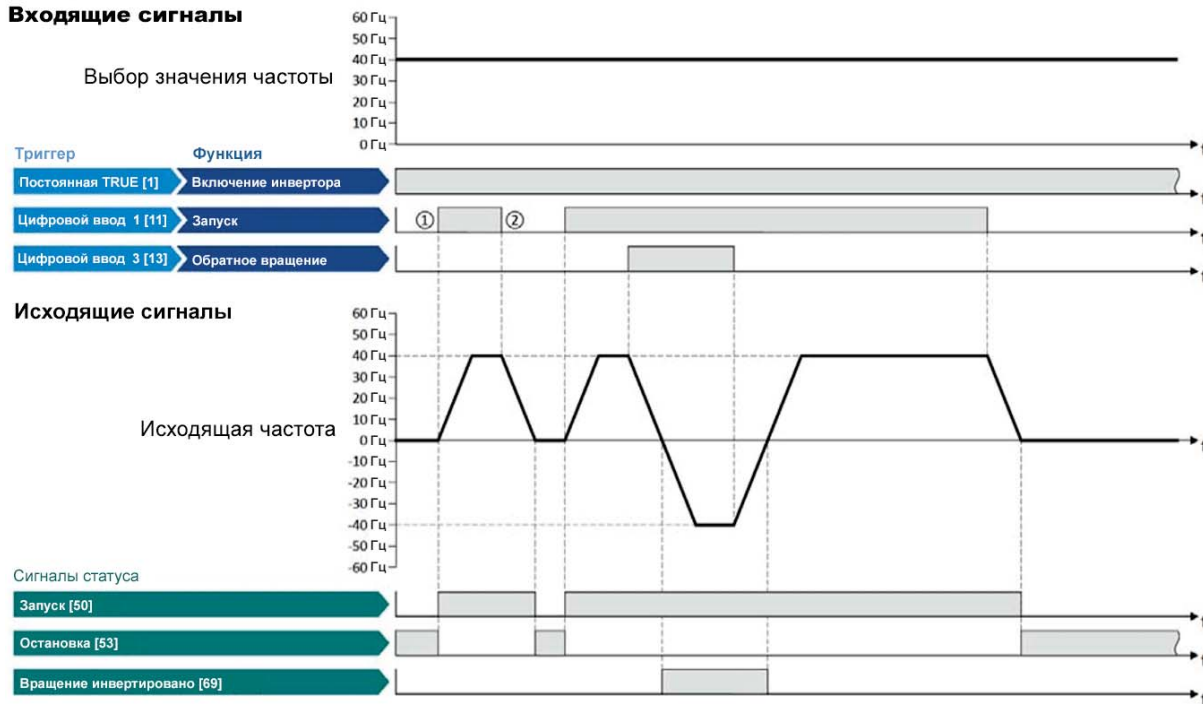 Входящие сигналы
60 Гц
50 Гц
40 Гц
Выбор значения частоты
30 Гц
20 Гц
10 Гц
0 Гц
t
Триггер Функция
Постоянная TRUE [1] Включение инвертора
t
Цифровой ввод 1 [11] Запуск ① ②
t
Цифровой ввод 3 [13] Обратное вращение
t
Исходящие сигналы
60 Гц
50 Гц
40 Гц
30 Гц
20 Гц
10 Гц
Исходящая частота
0 Гц
t
-10 Гц
-20 Гц
-30 Гц
-40 Гц
-50 Гц
-60 Гц
Сигналы статуса
Запуск [50]
t
Остановка [53]
t
Вращение инвертировано [69]
t